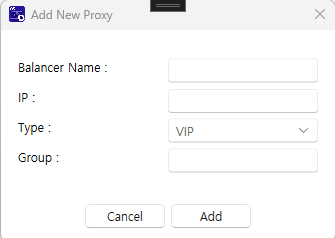 Add New Proxy
Balancer Name :
IP :
Type :
VIP
Group :
Cancel
Add